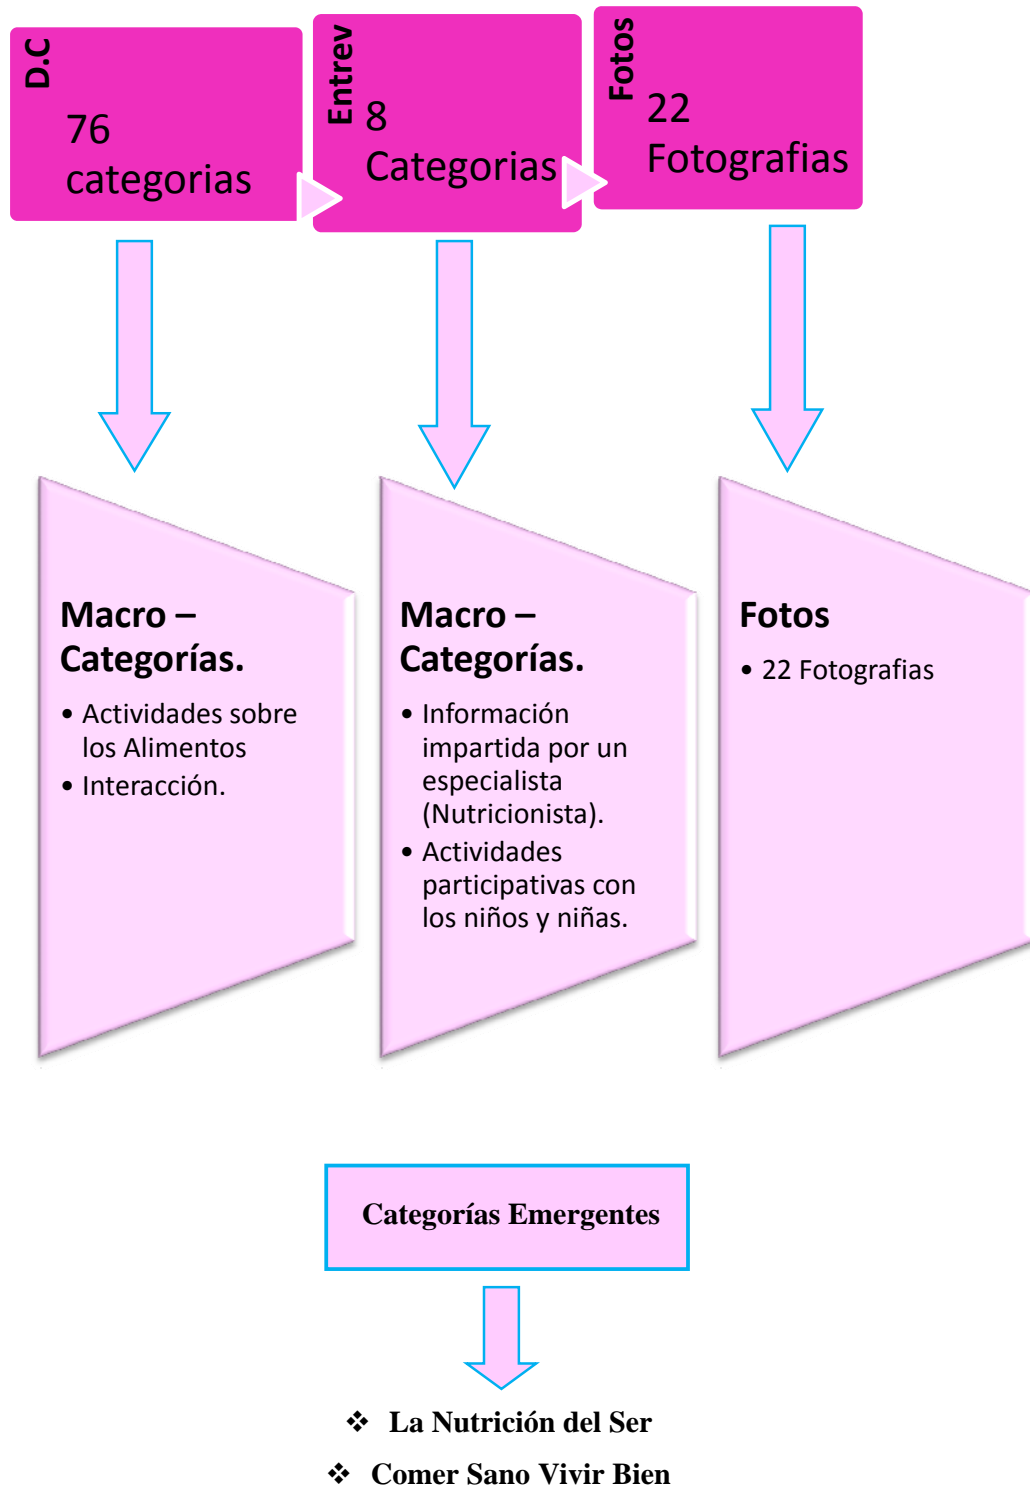 D.C
76
categorias
Entrev
8
Categorias
Fotos
22
Fotografias
Macro –
Categorías.
• Actividades sobre
los Alimentos
• Interacción.
Macro –
Categorías.
• Información
impartida por un
especialista
(Nutricionista).
• Actividades
participativas con
los niños y niñas.
Fotos
• 22 Fotografias
Categorías Emergentes
❖ La Nutrición del Ser
❖ Comer Sano Vivir Bien